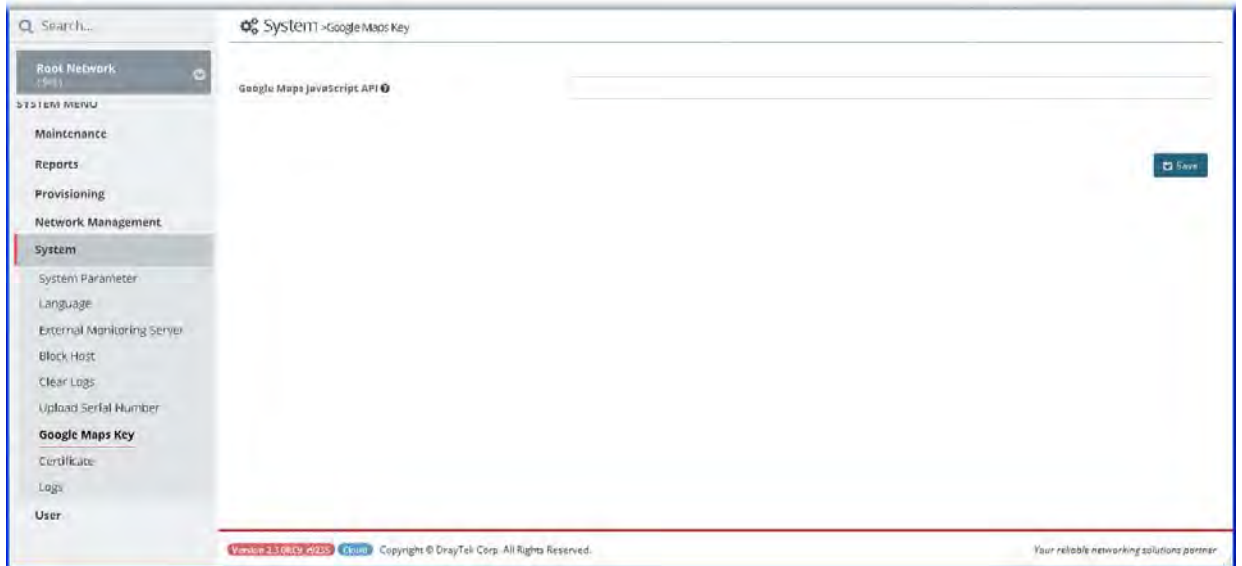 Search...
Root Network
SYSTEM MENU
Maintenance
Reports
Provisioning
Network Management
System
System Parameter
Language
External Monitoring Server
Block Host
Clear Logs
Upload Serial Number
Google Maps Key
Certificate
Logs
User
System >Google Maps Key
Google Maps JavaScript API
Save
Version Cloud Copyright © DrayTek Corp. All Rights Reserved.
Your reliable networking solutions partner